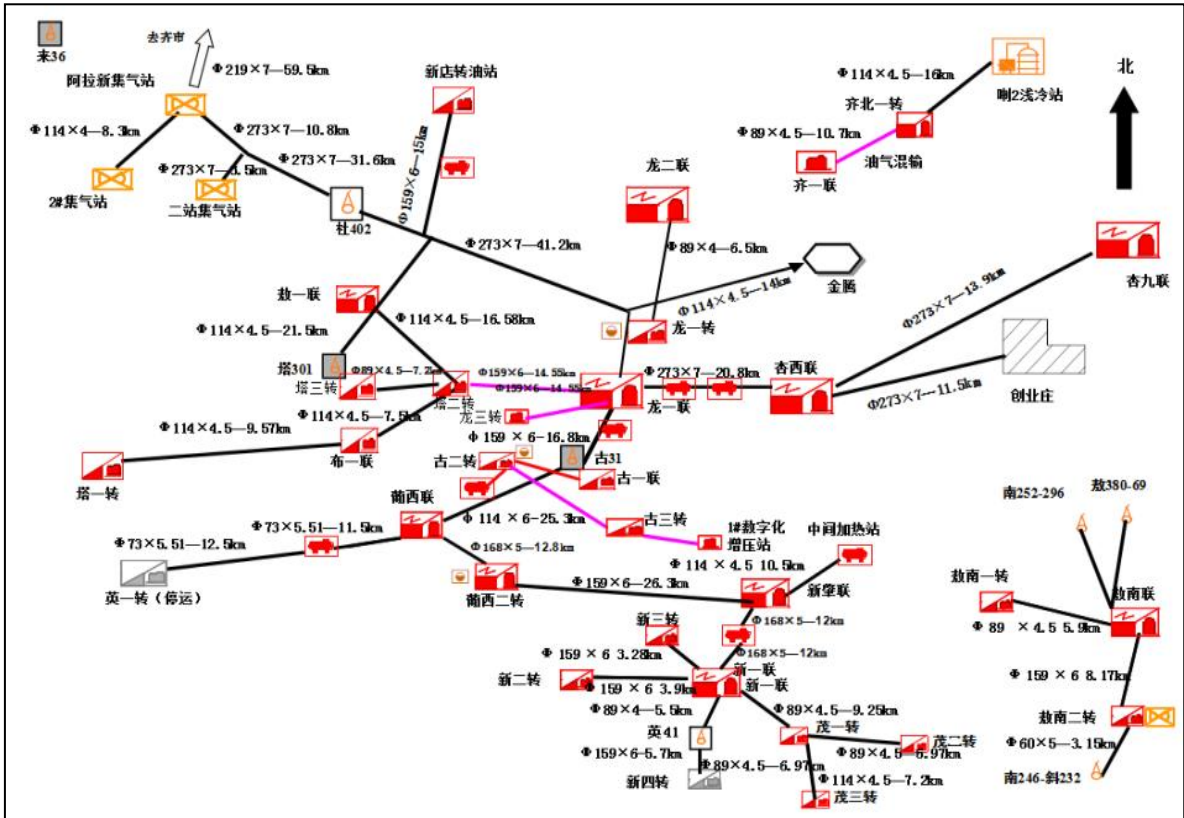 来36
去齐市
Φ219×7—59.5km
阿拉新集气站
新店转油站
Φ114×4.5—16km
喇2浅冷站
北
齐北一转
Φ114×4—8.3km
Φ273×7—10.8km
Φ89×4.5—10.7km
Φ273×7—31.6km
Φ159×6—15km
油气混输
龙二联
齐一联
2#集气站
二站集气站
杜402
Φ273×7—41.2km
Φ89×4—6.5km
金腾
杏九联
敖一联
Φ114×4.5—14km
Φ273×7—13.9km
Φ114×4.5—21.5km
Φ114×4.5—16.58km
龙一转
塔301
Φ89×4.5—7.2km
Φ159×6—14.55km
Φ159×6—14.55km
Φ273×7—20.8km
杏西联
塔三转
塔二转
龙一联
Φ273×7—11.5km
创业庄
龙三转
Φ114×4.5—7.5km
Φ114×4.5—9.57km
Φ159×6-16.8km
布一联
古二转
古31
塔一转
古一联
南252-296
敖380-69
葡西联
Φ114×6-25.3km
古三转
1#数字化
增压站
中间加热站
Φ73×5.51—11.5km
Φ73×5.51—12.5km
Φ168×5—12.8km
Φ114×4.5 10.5km
敖南一转
敖南联
英一转（停运）
葡西二转
Φ159×6—26.3km
新肇联
Φ168×5—12km
Φ89 ×4.5 5.9km
新三转
Φ159×6 3.28km
Φ168×5—12km
新一联
Φ159×6 8.17km
新二转
Φ159×6 3.9km
新一联
Φ89×4—5.5km
Φ89×4.5—9.25km
敖南二转
英41
茂一转
茂二转
Φ60×5—3.15km
Φ159×6-5.7km
Φ89×4.5—6.97km
Φ89×4.5—6.97km
新四转
Φ114×4.5—7.2km
南246-斜232
茂三转